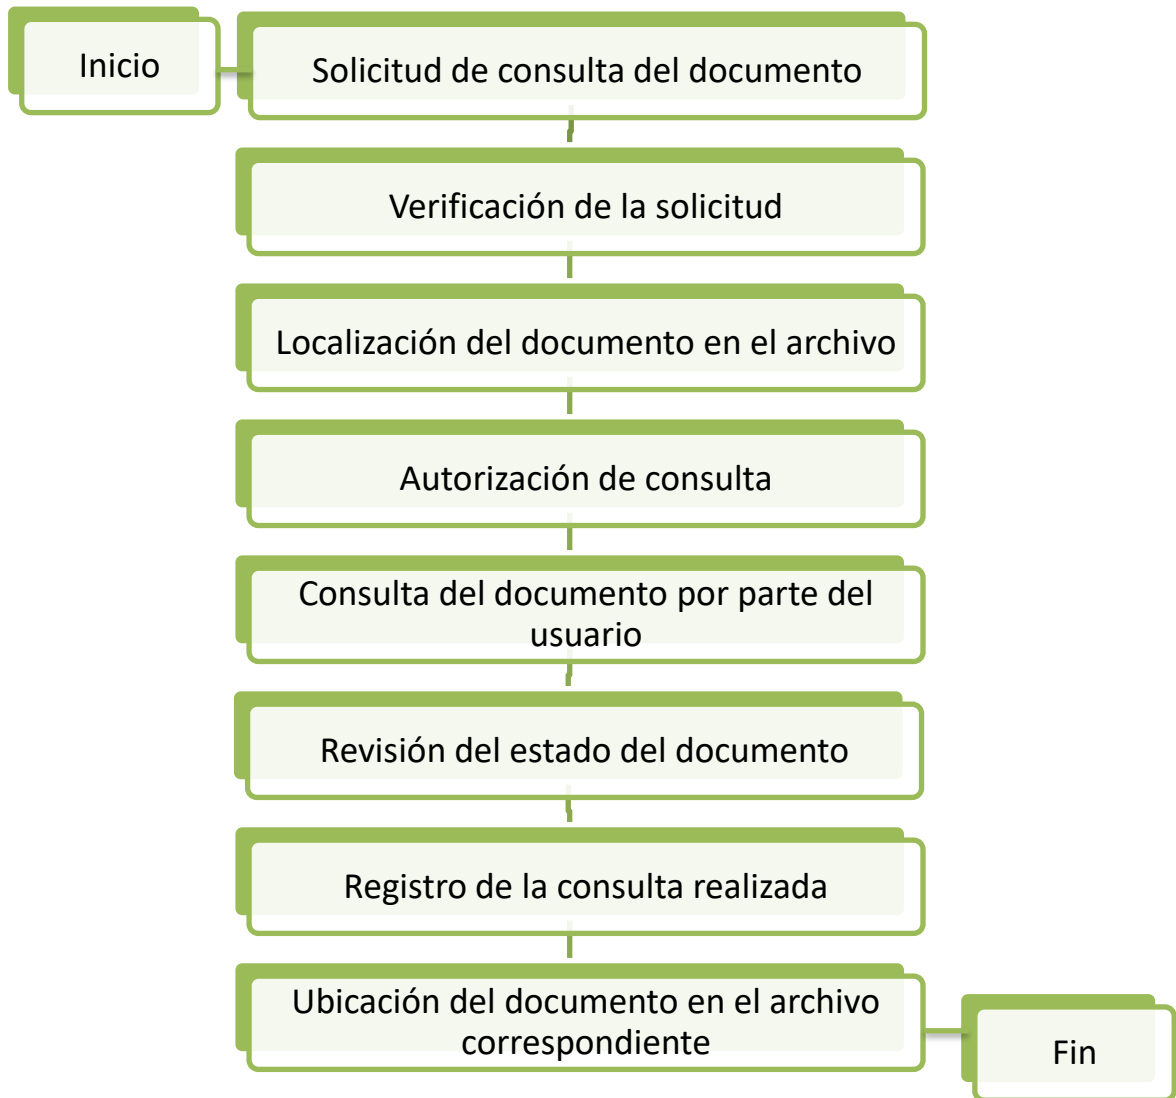 Inicio
Solicitud de consulta del documento
Verificación de la solicitud
Localización del documento en el archivo
Autorización de consulta
Consulta del documento por parte del
usuario
Revisión del estado del documento
Registro de la consulta realizada
Ubicación del documento en el archivo
correspondiente
Fin